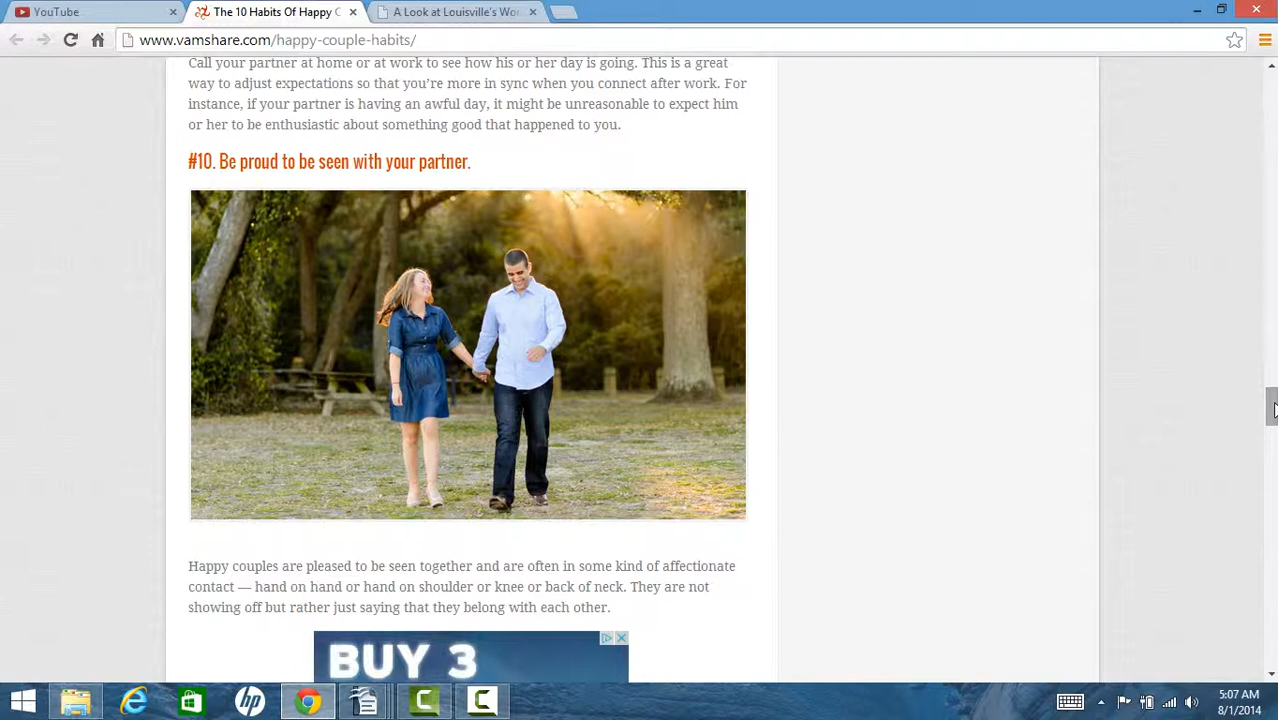 YouTube
The 10 Habits Of Happy C
A Look at Louisville's Wo
www.vamshare.com/happy-couple-habits/
Call your partner at home or at work to see how his or her day is going. This is a great
way to adjust expectations so that you're more in sync when you connect after work. For
instance, if your partner is having an awful day, it might be unreasonable to expect him
or her to be enthusiastic about something good that happened to you.
#10. Be proud to be seen with your partner.
Happy couples are pleased to be seen together and are often in some kind of affectionate
contact — hand on hand or hand on shoulder or knee or back of neck. They are not
showing off but rather just saying that they belong with each other.
BUY 3
hp
5:07 AM
8/1/2014